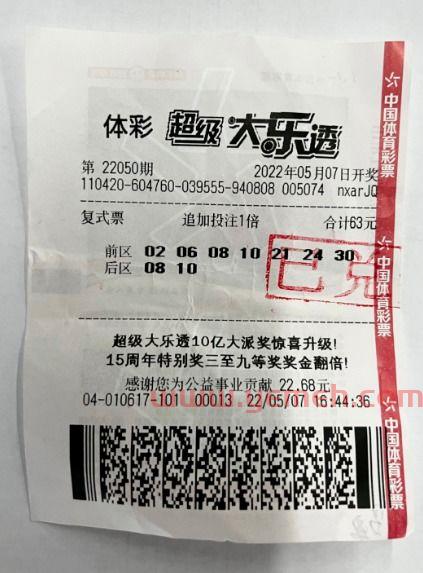 体彩 超级大乐透
第 22050期 2022年05月07日开奖
110420-604760-039555-940808 005074 nxarJQ
复式票 追加投注1倍 合计63元
前区 02 06 08 10 21 24 30
后区 08 10
已兑
超级大乐透10亿大派奖惊喜升级!
15周年特别奖三至九等奖奖金翻倍!
感谢您为公益事业贡献 22.68元
04-010617-101 00013 22/05/07 16:44:36
中国体育彩票
中国体育彩票
中国体育彩票